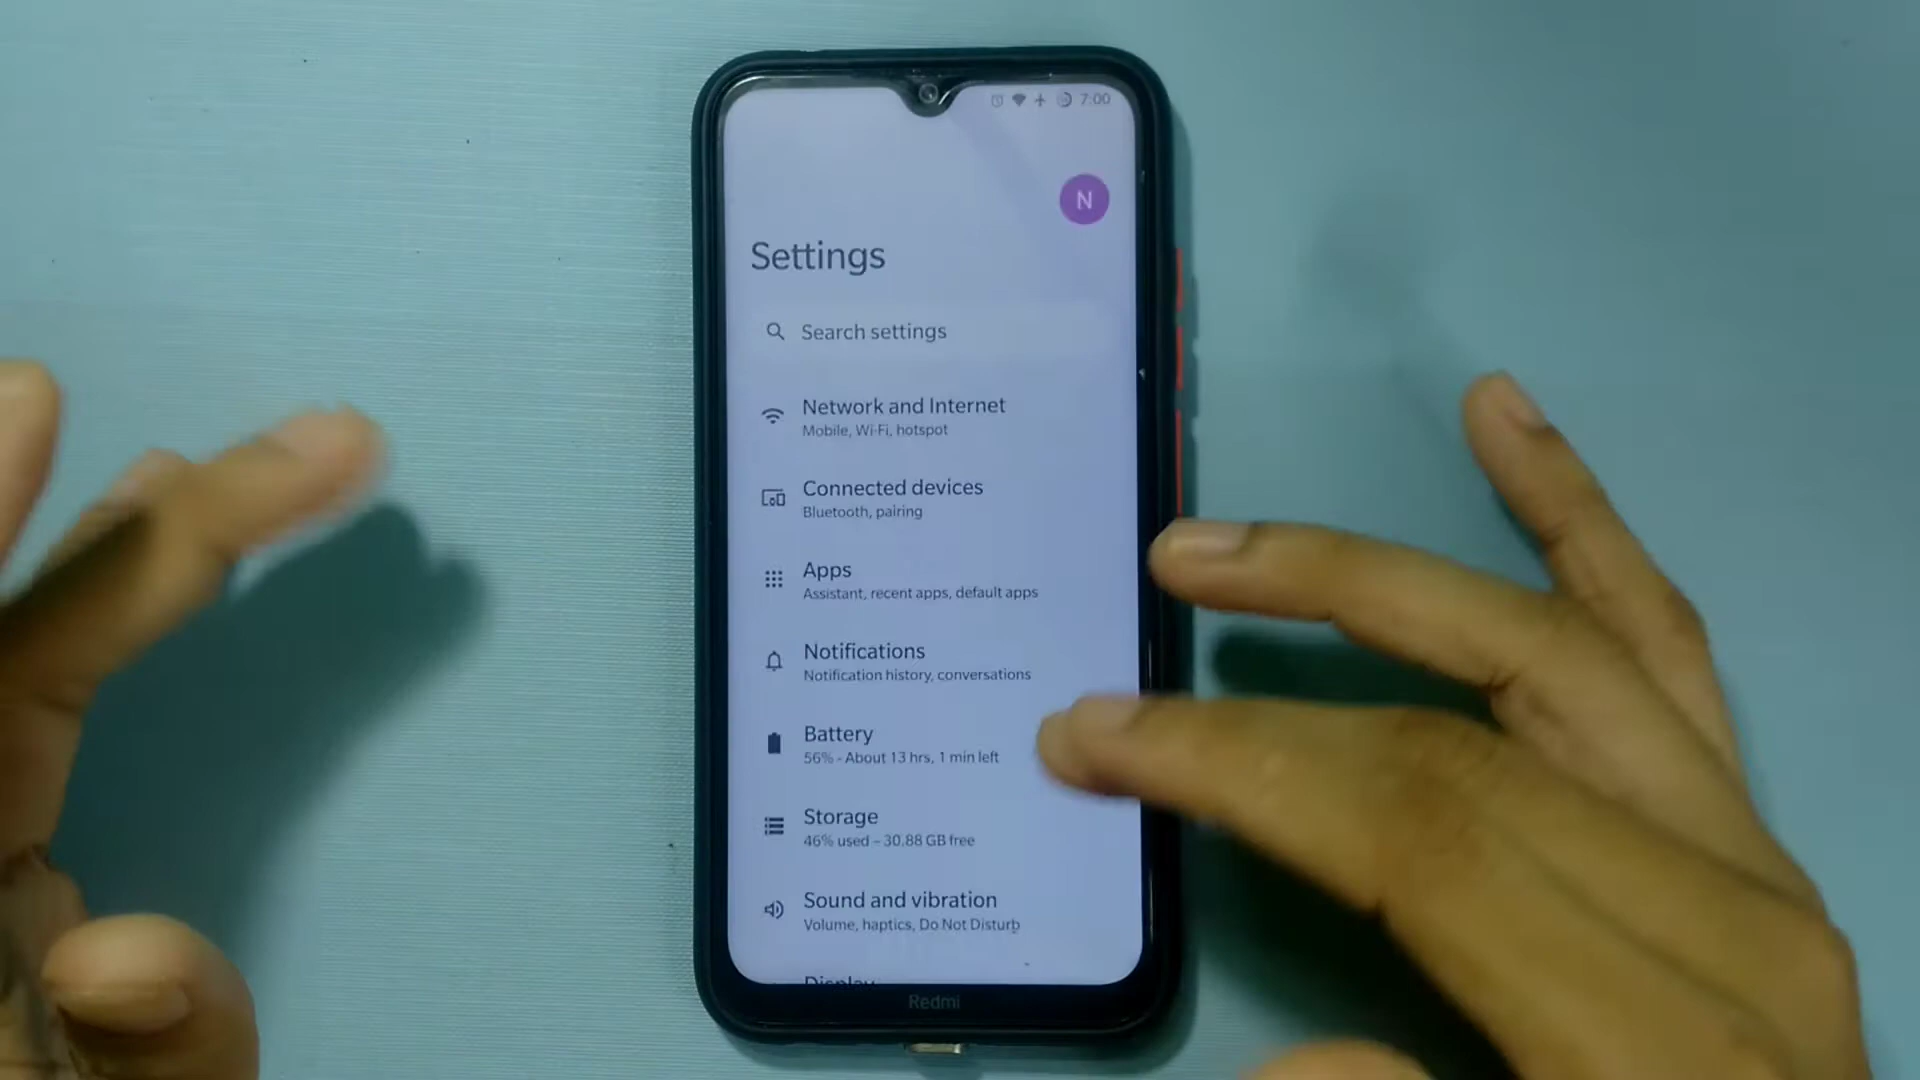 7:00
N
Settings
Search settings
Network and Internet
Mobile, Wi-Fi, hotspot
Connected devices
Bluetooth, pairing
Apps
Assistant, recent apps, default apps
Notifications
Notification history, conversations
Battery
56% - About 13 hrs, 1 min left
Storage
46% used – 30.88 GB free
Sound and vibration
Volume, haptics, Do Not Disturb
Display
Redmi